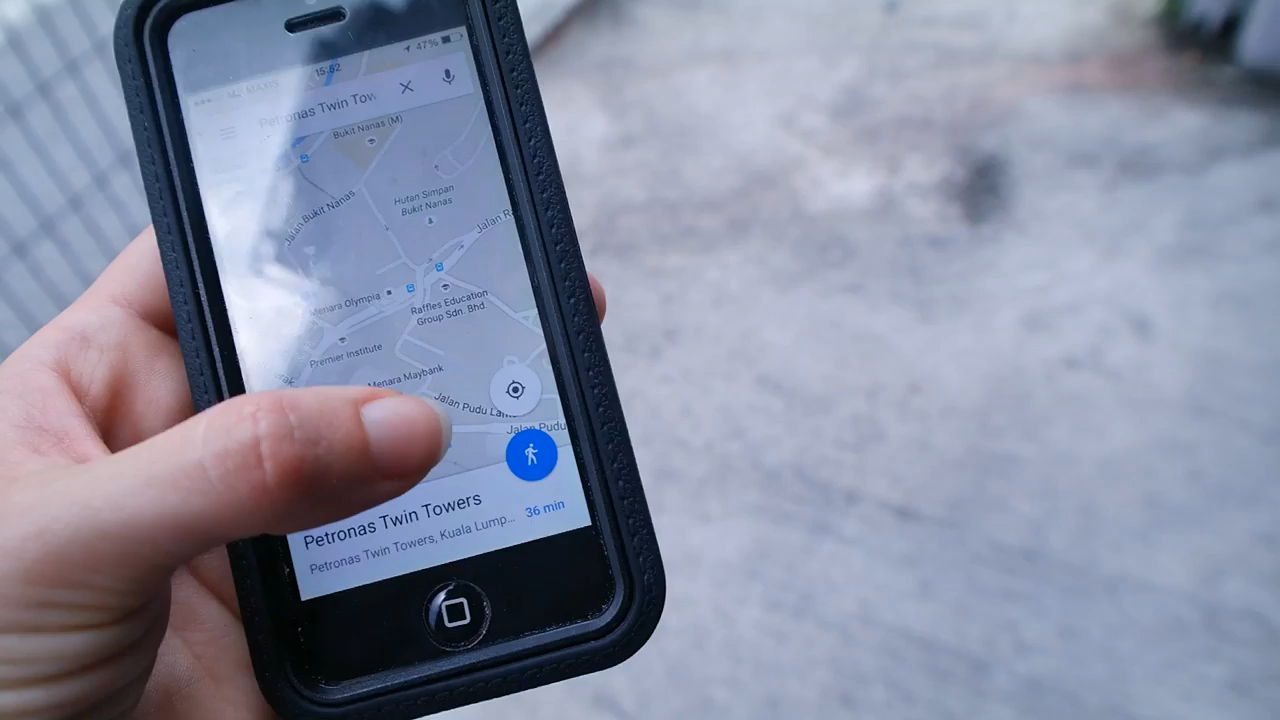 47%
15:02
MAXIS
Petronas Twin Tow
Bukit Nanas (M)
Hutan Simpan
Bukit Nanas
Jalan Bukit Nanas
Jalan R
Menara Olympia
Raffles Education
Group Sdn. Bhd.
Premier Institute
Menara Maybank
Jalan Pudu Lam
Jalan Pudu
Petronas Twin Towers
36 min
Petronas Twin Towers, Kuala Lump...